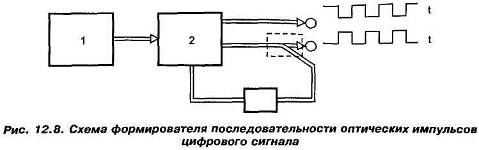 t
1
2
t
Рис. 12.8. Схема формирователя последовательности оптических импульсов
цифрового сигнала